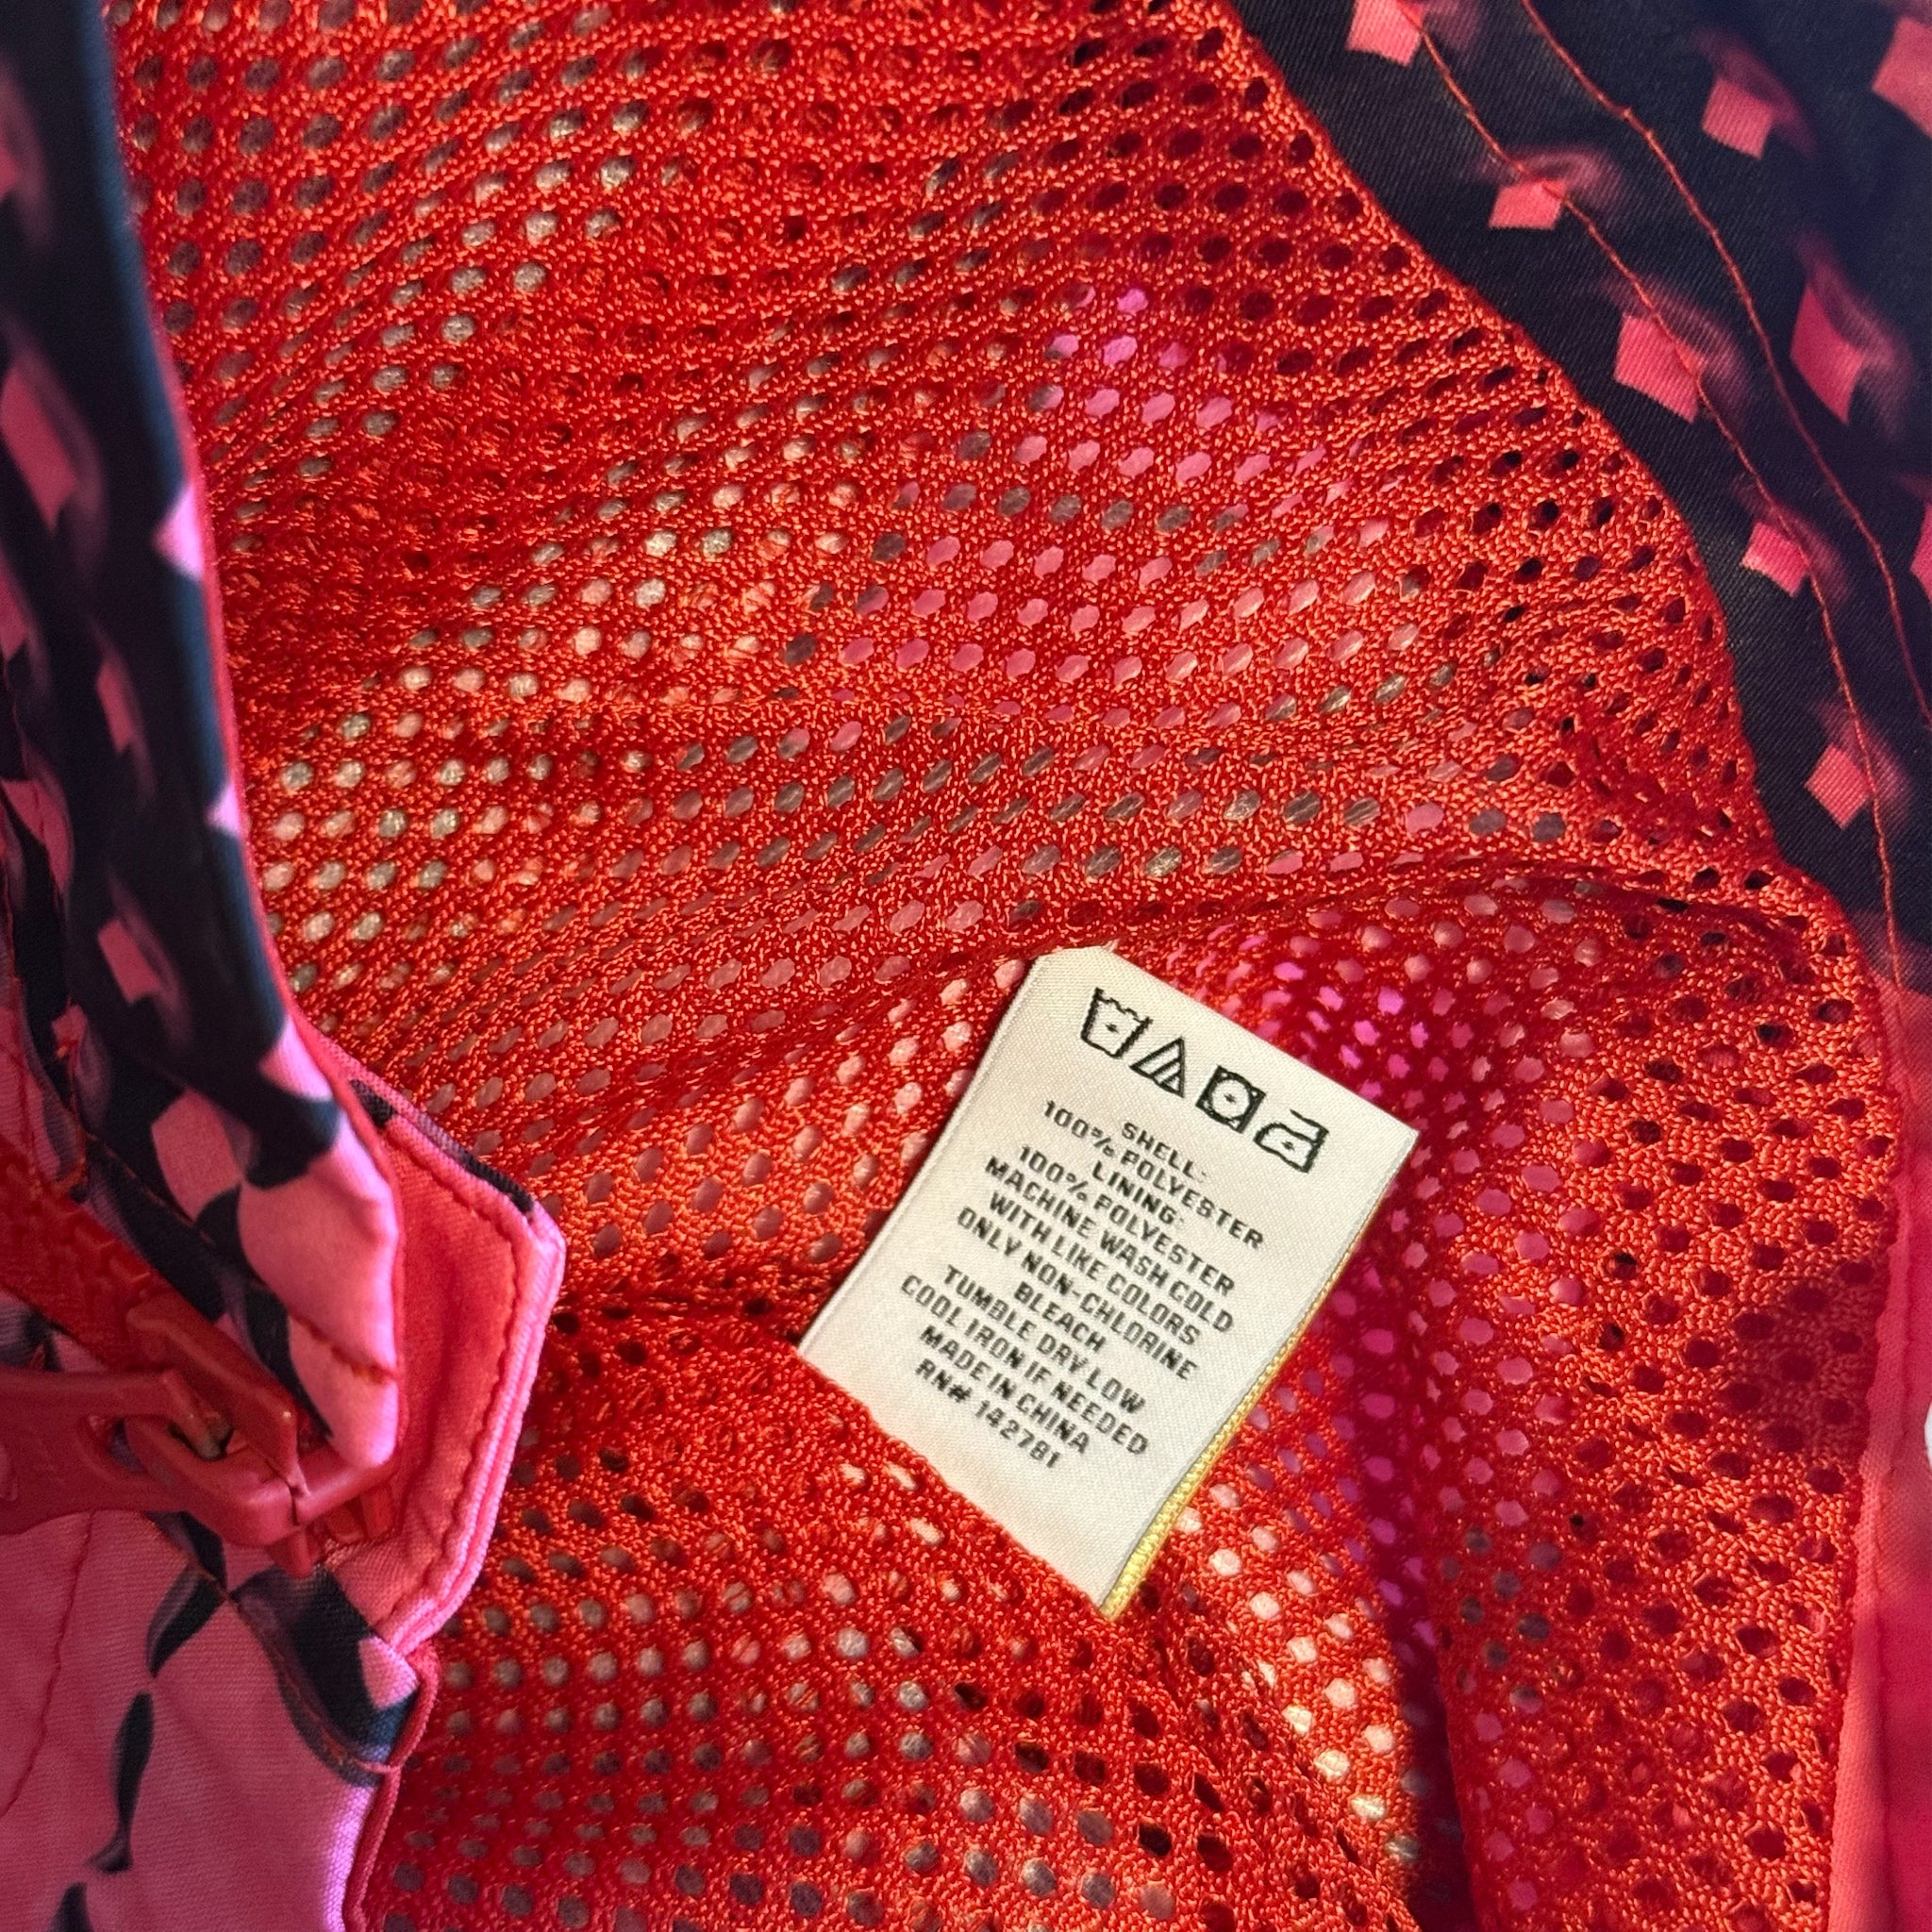 SHELL:
100% POLYESTER
LINING:
100% POLYESTER
MACHINE WASH COLD
WITH LIKE COLORS
ONLY NON-CHLORINE
BLEACH
TUMBLE DRY LOW
COOL IRON IF NEEDED
MADE IN CHINA
RN# 142781